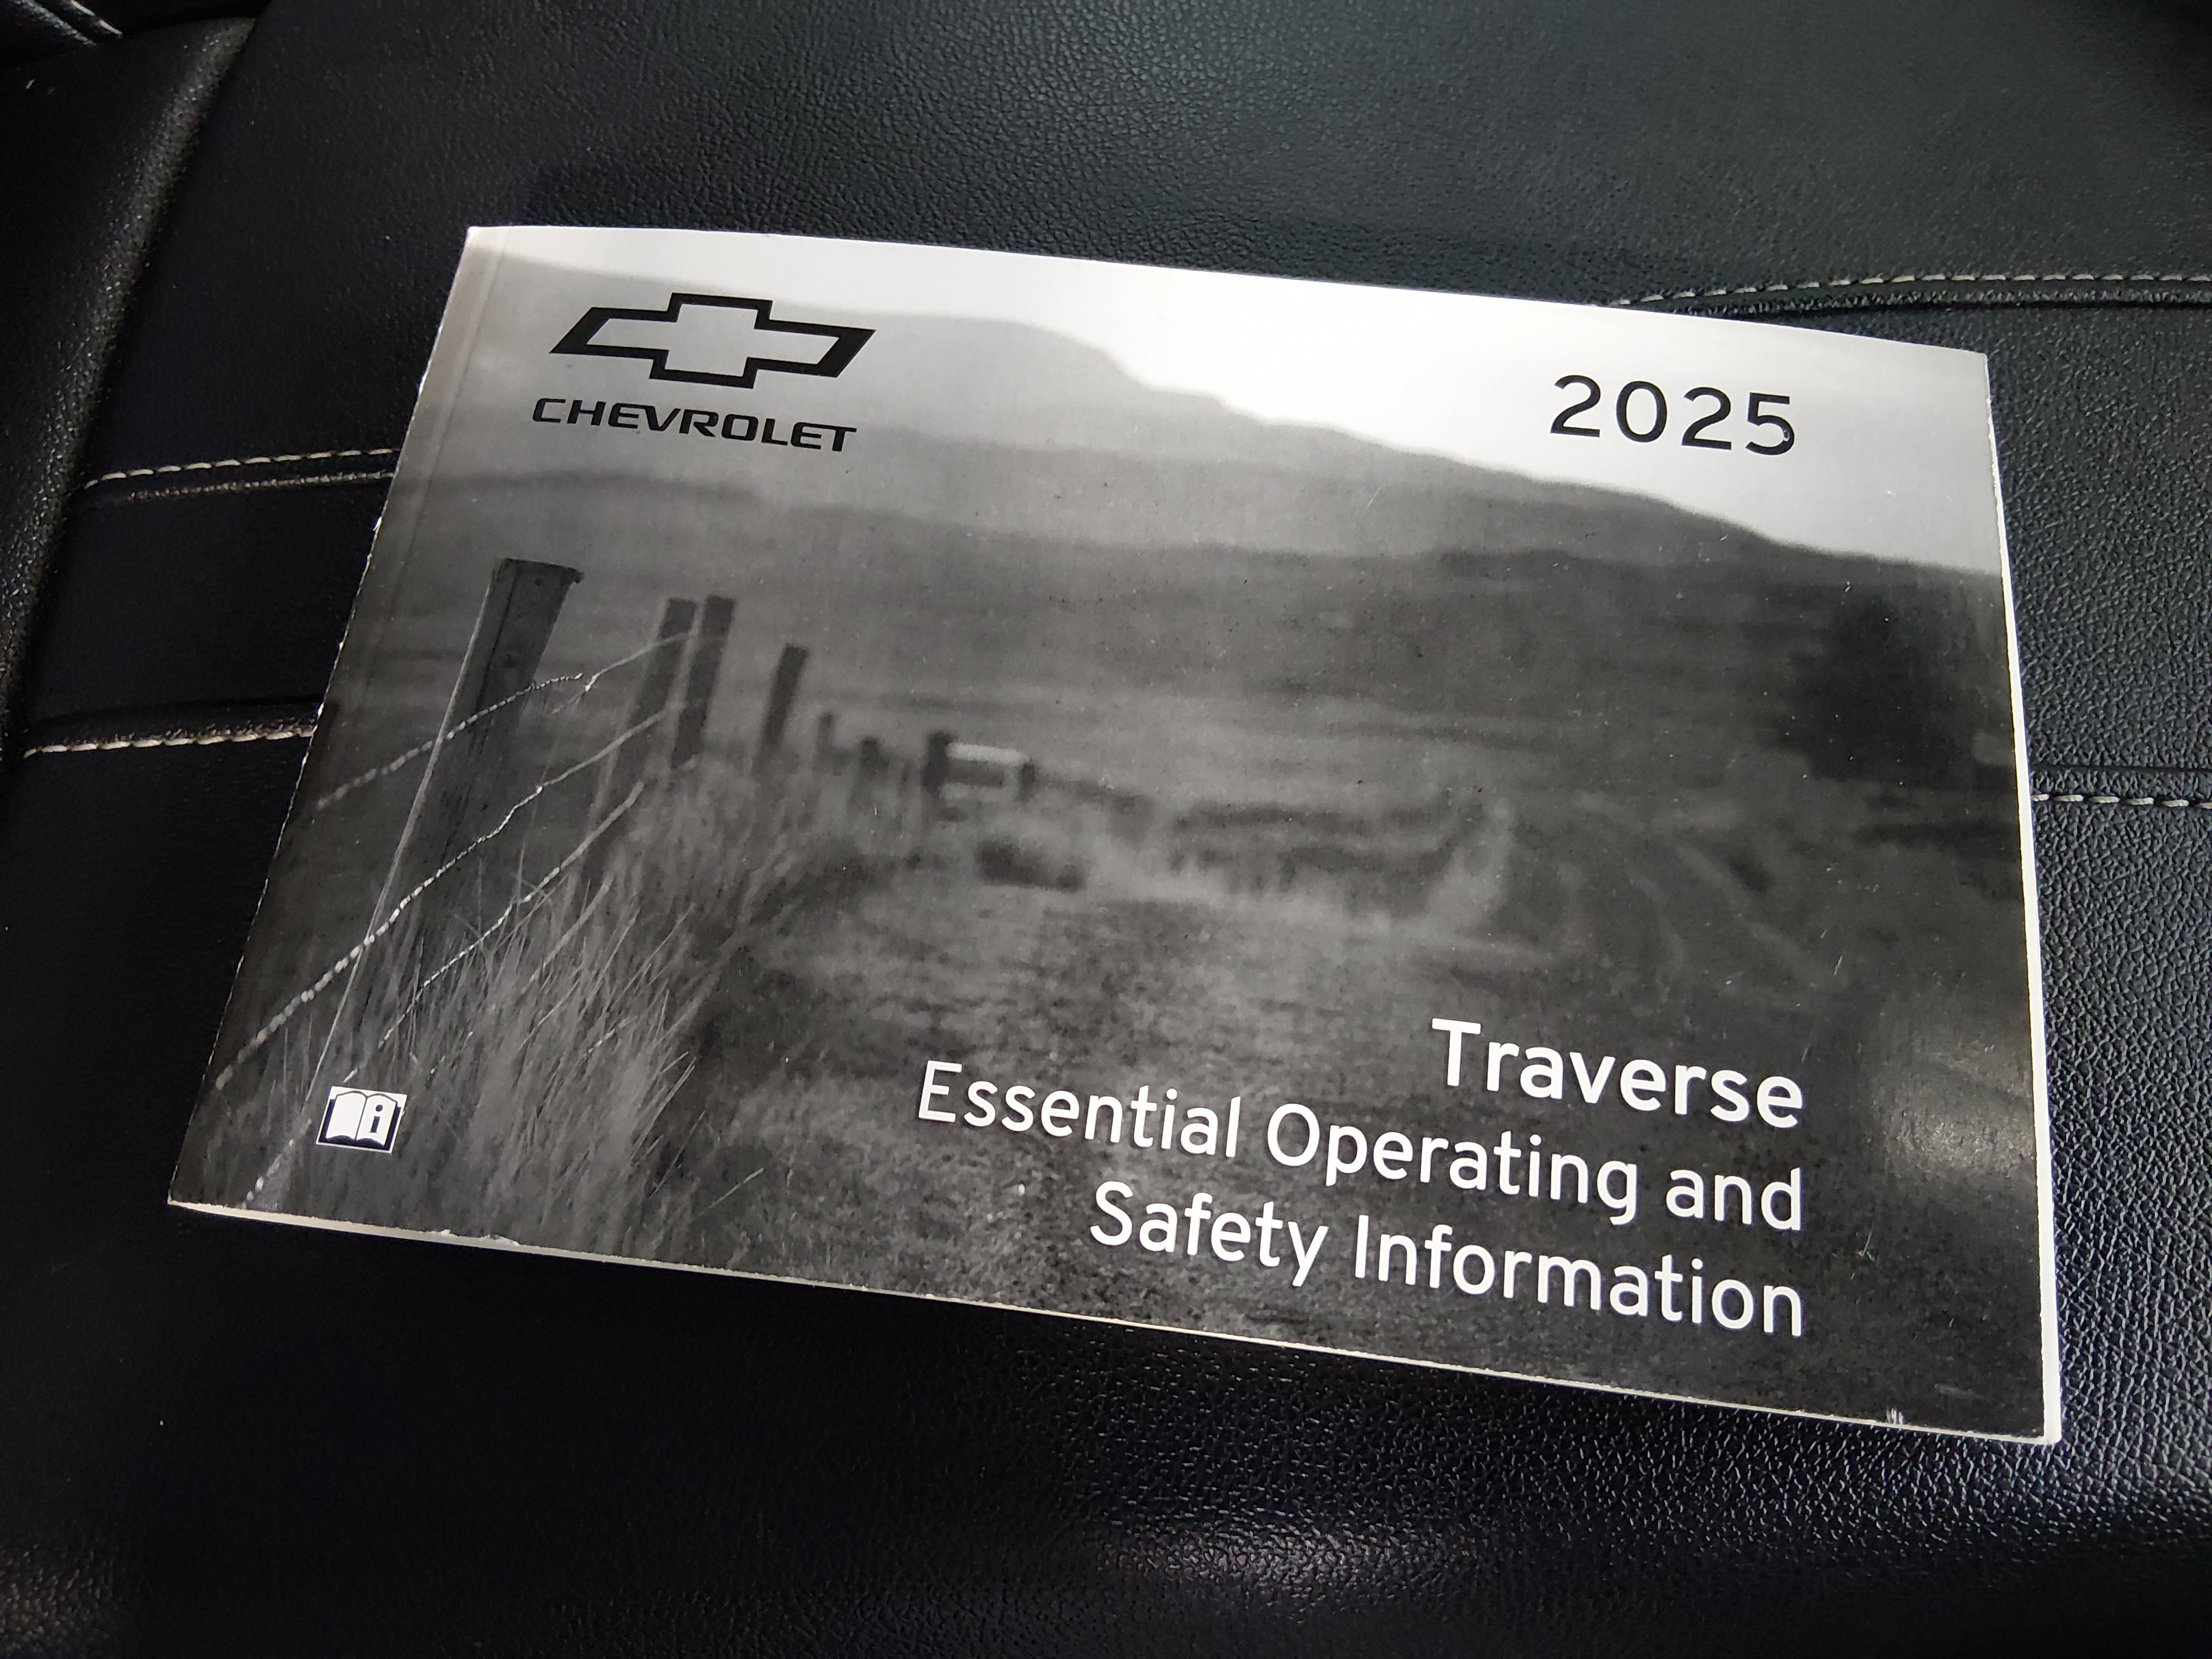 CHEVROLET
2025
Traverse
Essential Operating and
Safety Information